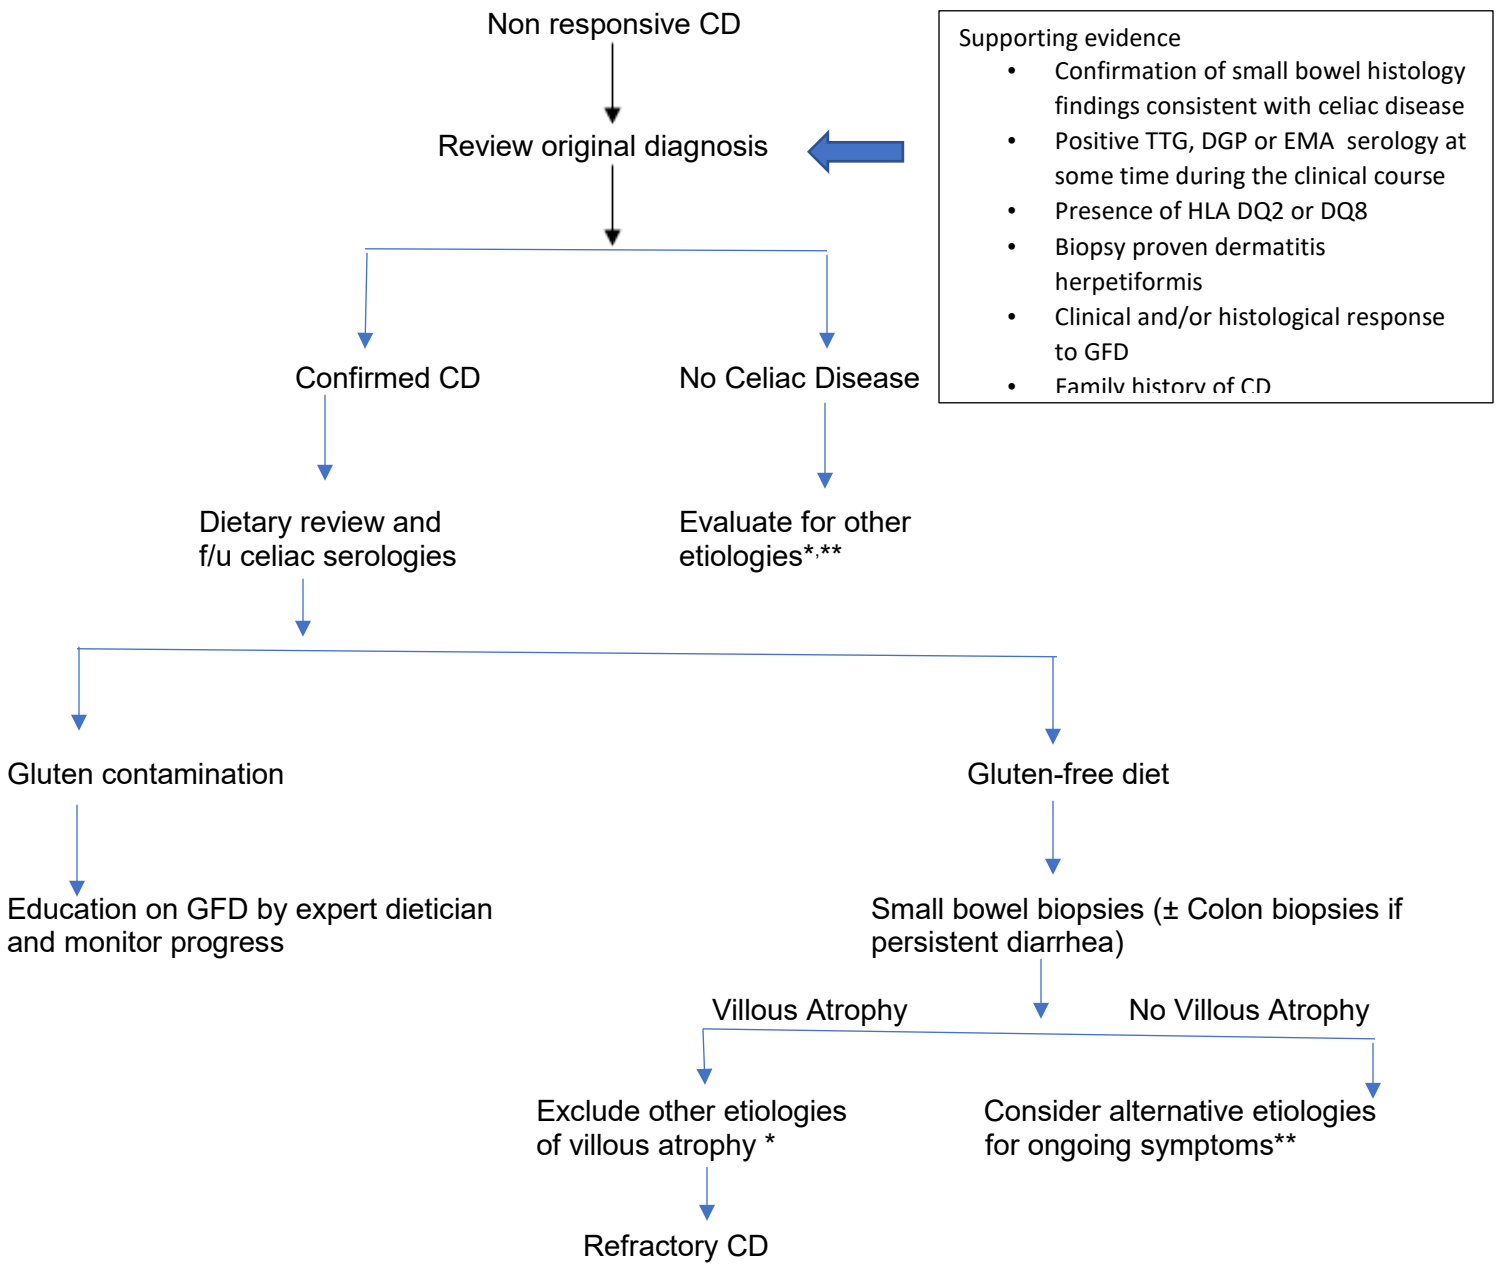 Non responsive CD
Review original diagnosis
Supporting evidence
• Confirmation of small bowel histology
findings consistent with celiac disease
• Positive TTG, DGP or EMA serology at
some time during the clinical course
• Presence of HLA DQ2 or DQ8
• Biopsy proven dermatitis
herpetiformis
• Clinical and/or histological response
to GFD
• Family history of CD
Confirmed CD
No Celiac Disease
Dietary review and
f/u celiac serologies
Evaluate for other
etiologies*,**
Gluten contamination
Gluten-free diet
Education on GFD by expert dietician
and monitor progress
Small bowel biopsies (± Colon biopsies if
persistent diarrhea)
Villous Atrophy
No Villous Atrophy
Exclude other etiologies
of villous atrophy *
Consider alternative etiologies
for ongoing symptoms**
Refractory CD